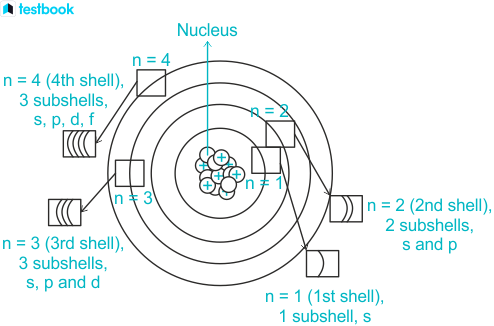 testbook
Nucleus
n = 4
n = 4 (4th shell),
3 subshells,
s, p, d, f
n = 2
n = 1
n = 3
n = 2 (2nd shell),
2 subshells,
s and p
n = 3 (3rd shell),
3 subshells,
s, p and d
n = 1 (1st shell),
1 subshell, s